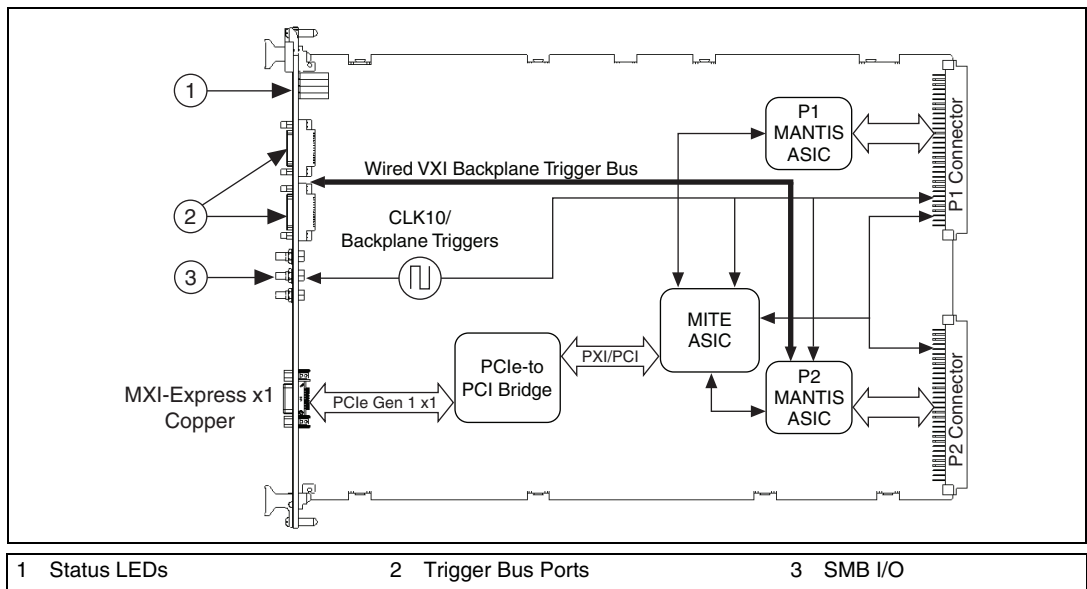 1
P1
MANTIS
ASIC
P1 Connector
Wired VXI Backplane Trigger Bus
2
CLK10/
Backplane Triggers
3
MITE
ASIC
PCIe-to
PCI Bridge
PXI/PCI
MXI-Express x1
Copper
PCIe Gen 1 x1
P2
MANTIS
ASIC
P2 Connector
1 Status LEDs 2 Trigger Bus Ports 3 SMB I/O